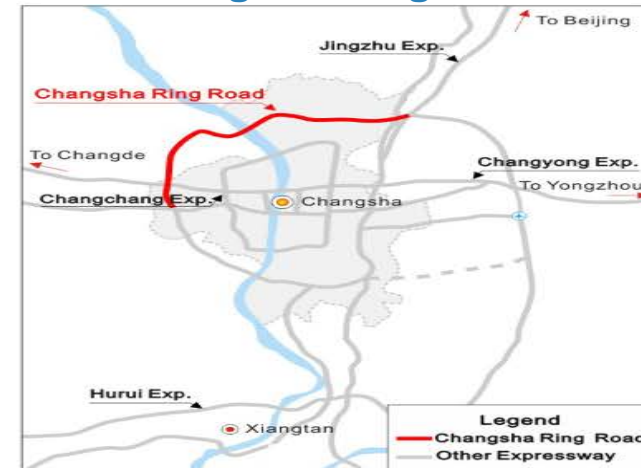 To Beijing
Jingzhu Exp.
Changsha Ring Road
To Changde
Changyong Exp.
To Yongzhou
Changchang Exp.
Changsha
Hurui Exp.
Xiangtan
Legend
Changsha Ring Road
Other Expressway